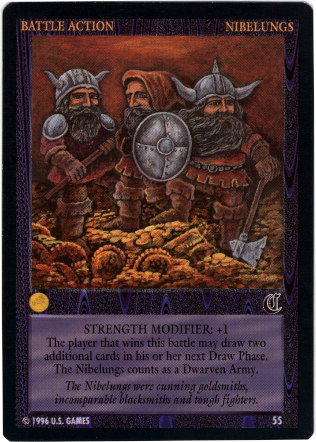 BATTLE ACTION NIBELUNGS
C
STRENGTH MODIFIER: +1
The player that wins this battle may draw two
additional cards in his or her next Draw Phase.
The Nibelungs counts as a Dwarven Army.
The Nibelungs were cunning goldsmiths,
incomparable blacksmiths and tough fighters.
© 1996 U.S. GAMES 55